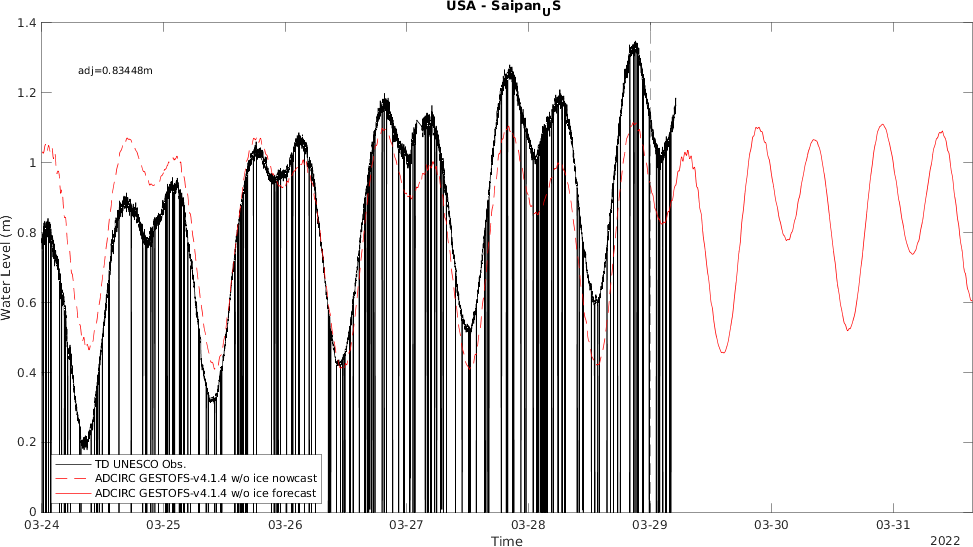 USA - SaipanUS
1.4
adj=0.83448m
1.2
1
0.8
0.6
0.4
0.2
0
Water Level (m)
TD UNESCO Obs.
ADCIRC GESTOFS-v4.1.4 w/o ice nowcast
ADCIRC GESTOFS-v4.1.4 w/o ice forecast
03-24 03-25 03-26 03-27 03-28 03-29 03-30 03-31
Time
2022